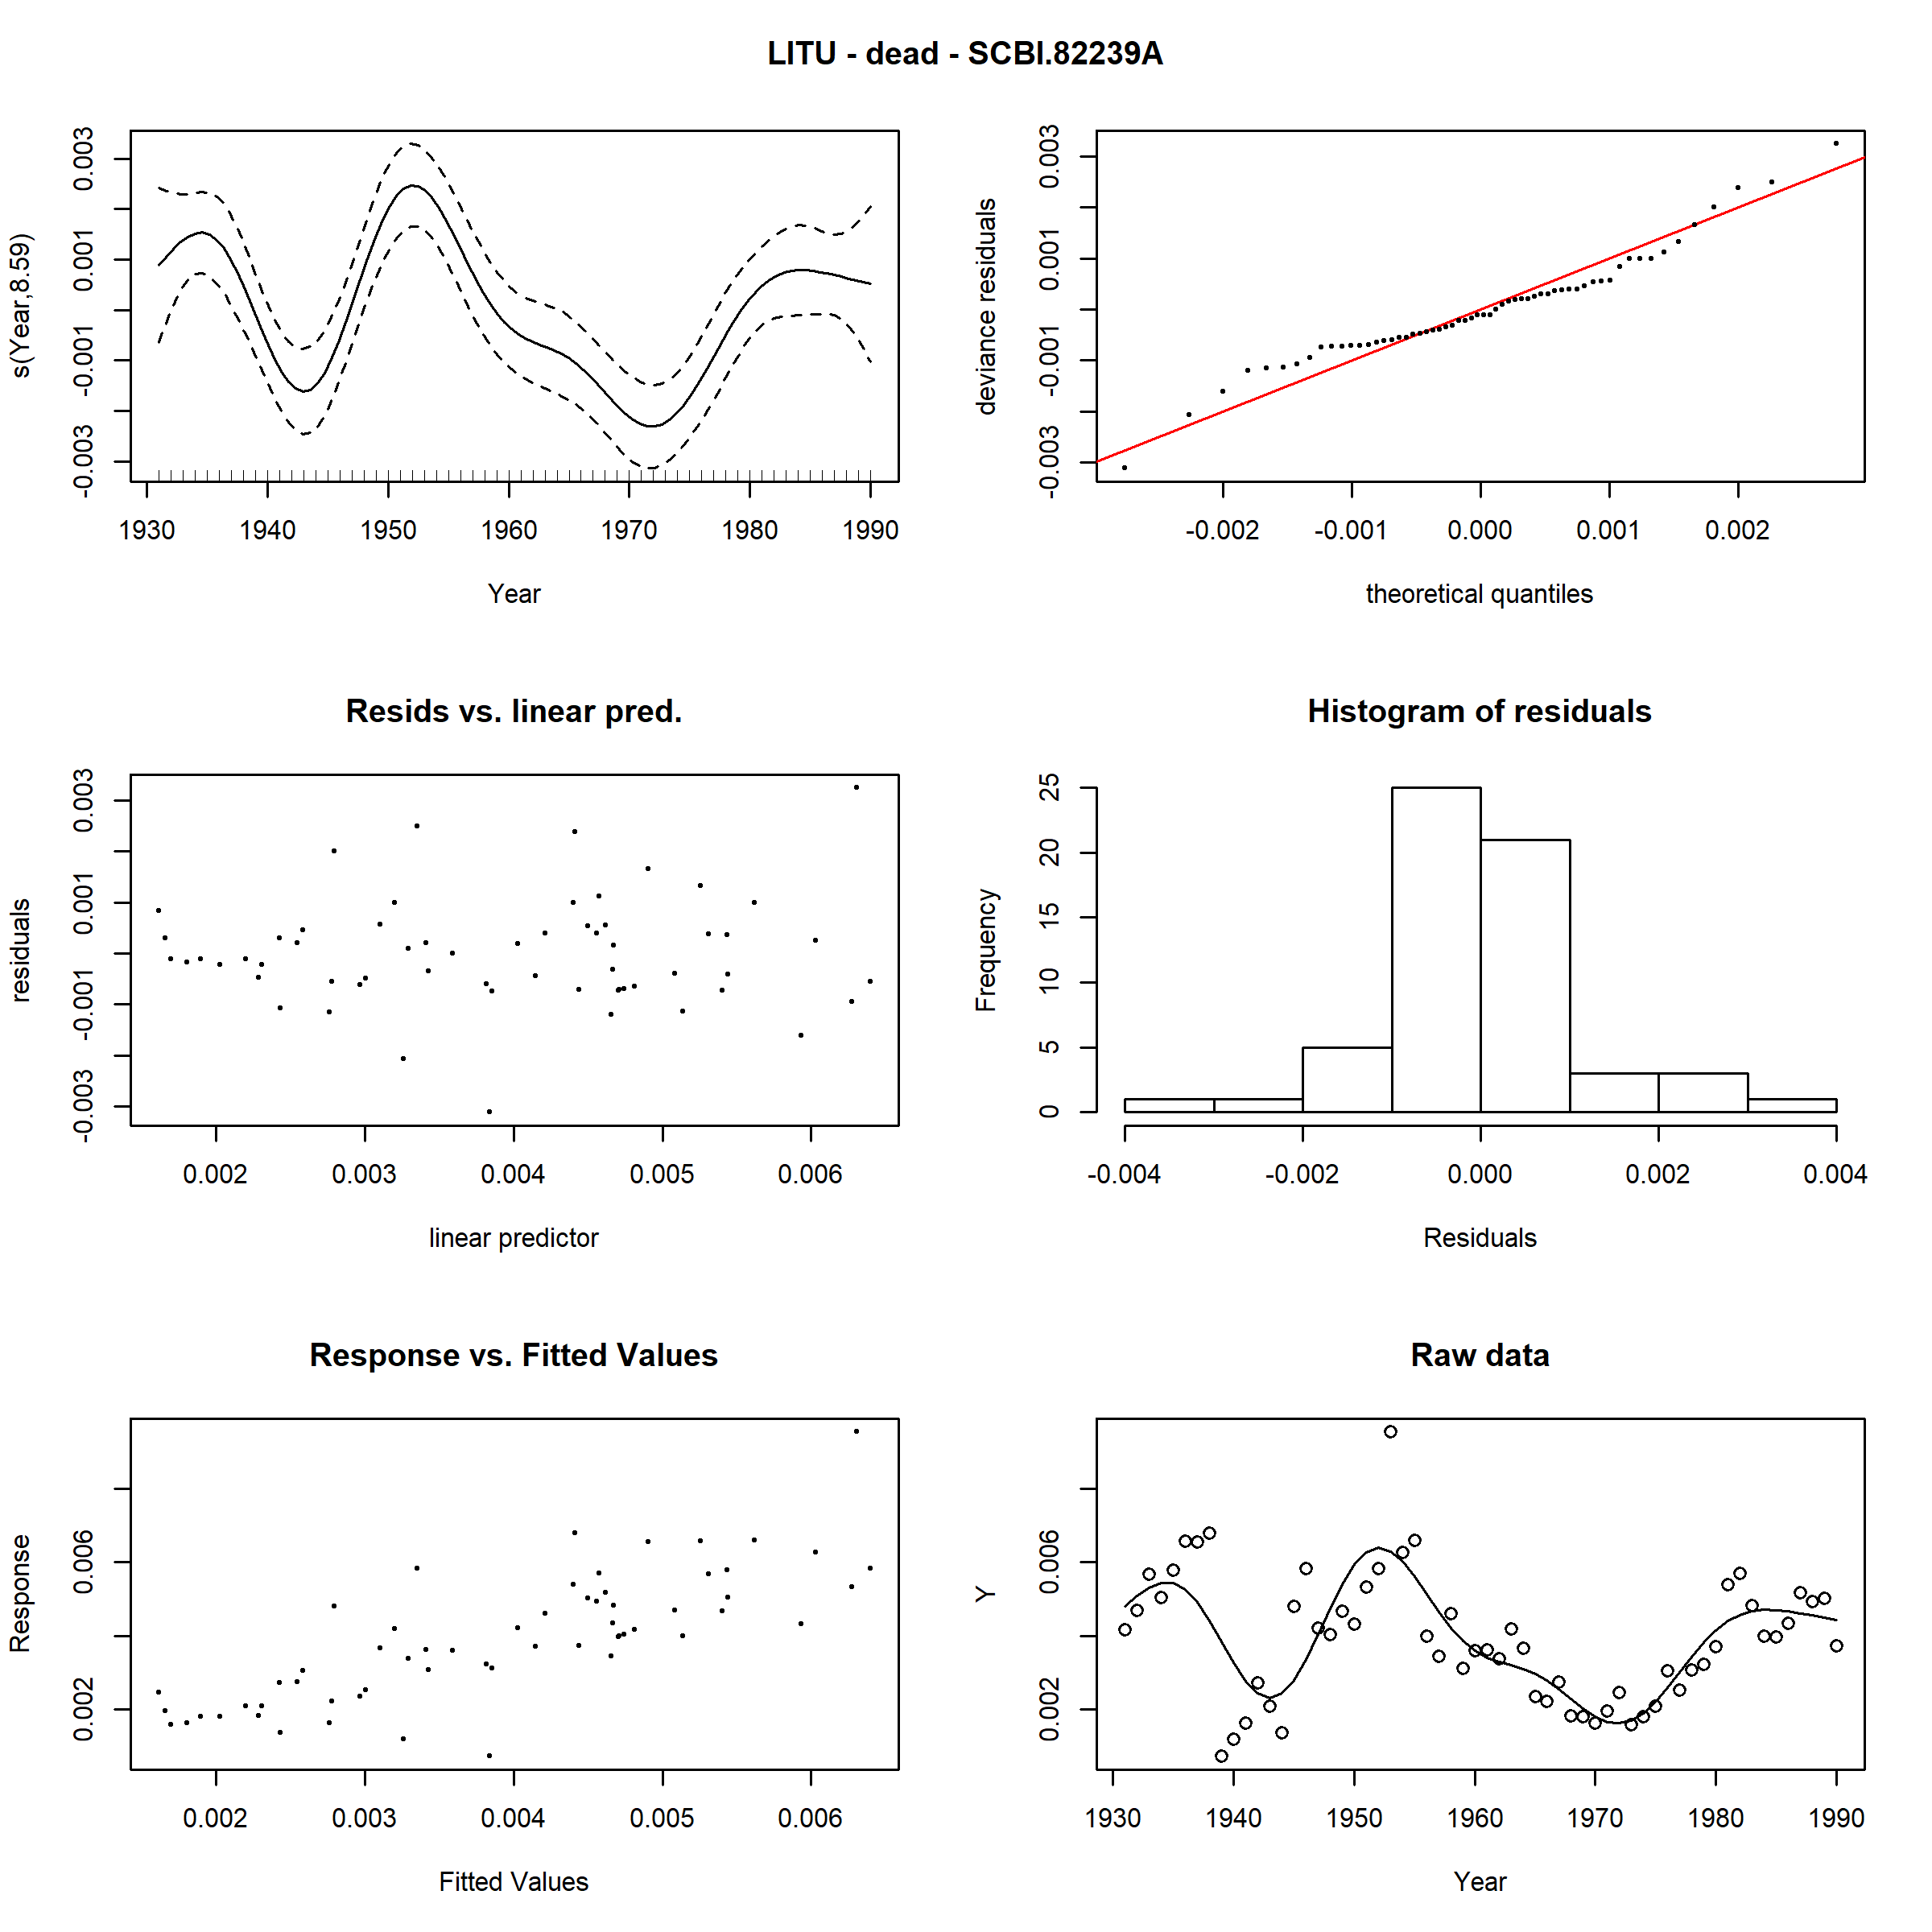 LITU - dead - SCBI.82239A
s(Year,8.59)
0.003
0.001
-0.001
-0.003
1930 1940 1950 1960 1970 1980 1990
Year
deviance residuals
0.003
0.001
-0.001
-0.003
-0.002 -0.001 0.000 0.001 0.002
theoretical quantiles
Resids vs. linear pred.
residuals
0.003
0.001
-0.001
-0.003
0.002 0.003 0.004 0.005 0.006
linear predictor
Histogram of residuals
Frequency
25
20
15
10
5
0
-0.004 -0.002 0.000 0.002 0.004
Residuals
Response vs. Fitted Values
Response
0.006
0.002
0.002 0.003 0.004 0.005 0.006
Fitted Values
Raw data
Y
0.006
0.002
1930 1940 1950 1960 1970 1980 1990
Year